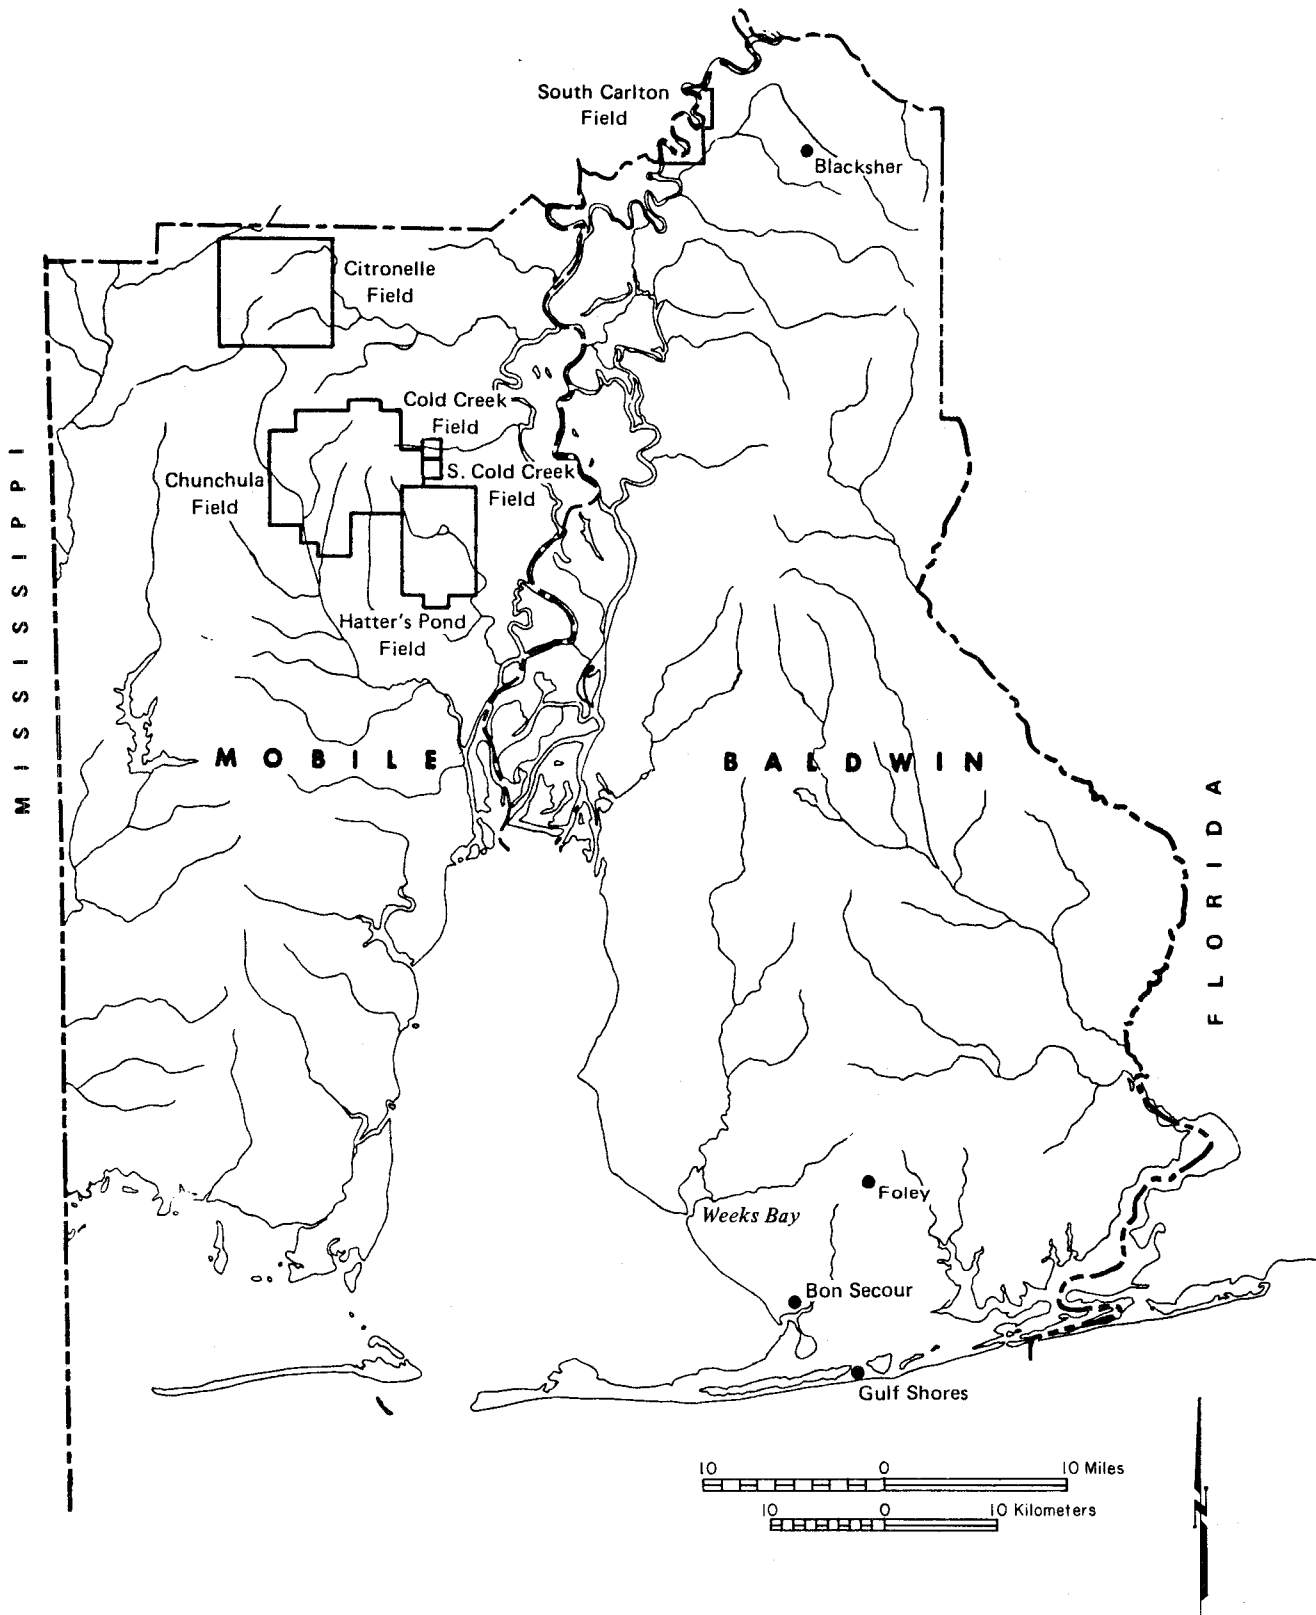 South Carlton
Field
Blacksher
Citronelle
Field
Cold Creek
Field
S. Cold Creek
Field
Chunchula
Field
Hatter's Pond
Field
MISSISSIPPI
MOBILE
BALDWIN
FLORIDA
Foley
Weeks Bay
Bon Secour
Gulf Shores
10 0 10 Miles
10 0 10 Kilometers
N